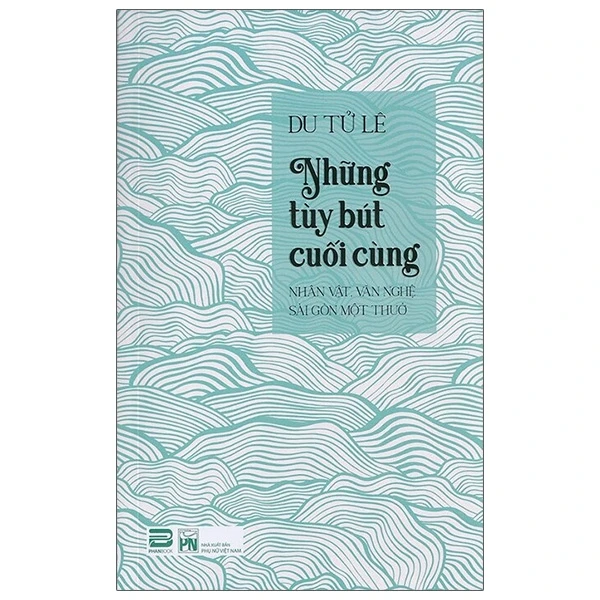 DU TỬ LÊ
Những
tùy bút
cuối cùng
NHÂN VẬT, VĂN NGHỆ
SÀI GÒN MỘT THUỞ
PHANBOOK
PN
NHÀ XUẤT BẢN
PHỤ NỮ VIỆT NAM